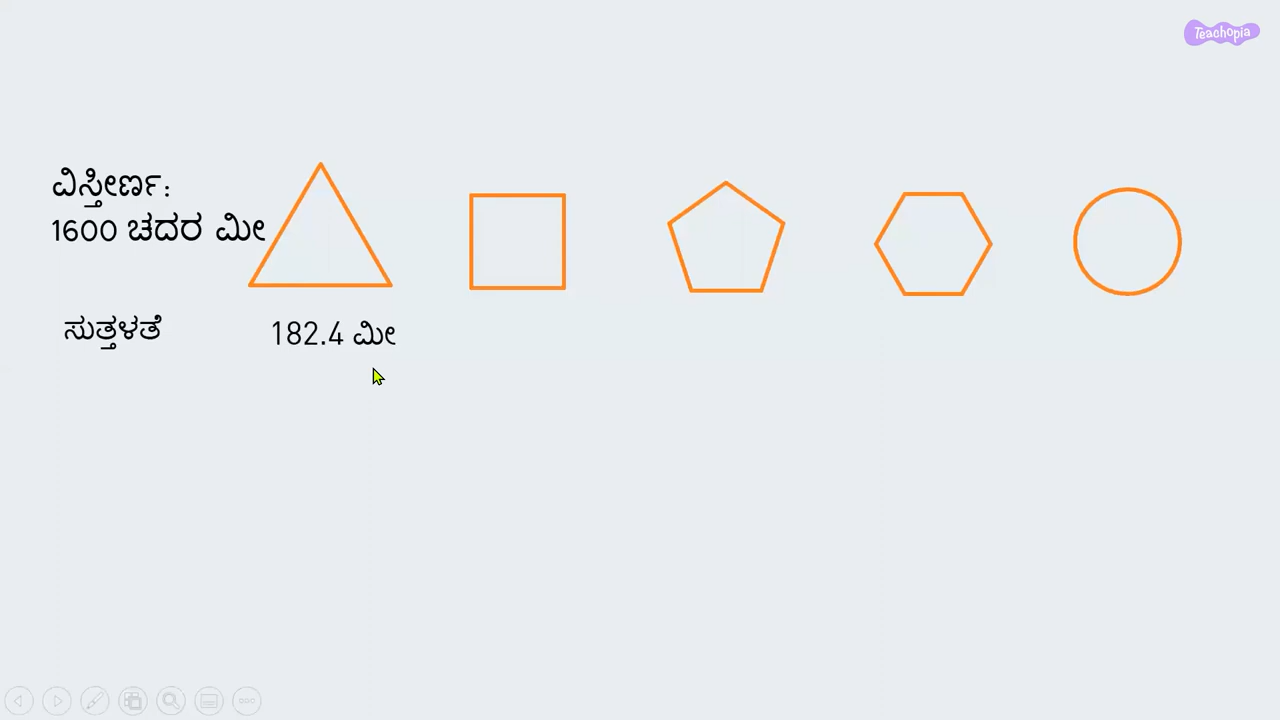 Teachopia
ವಿಸ್ತೀರ್ಣ:
1600 ಚದರ ಮೀ
ಸುತ್ತಳತೆ
182.4 ಮೀ